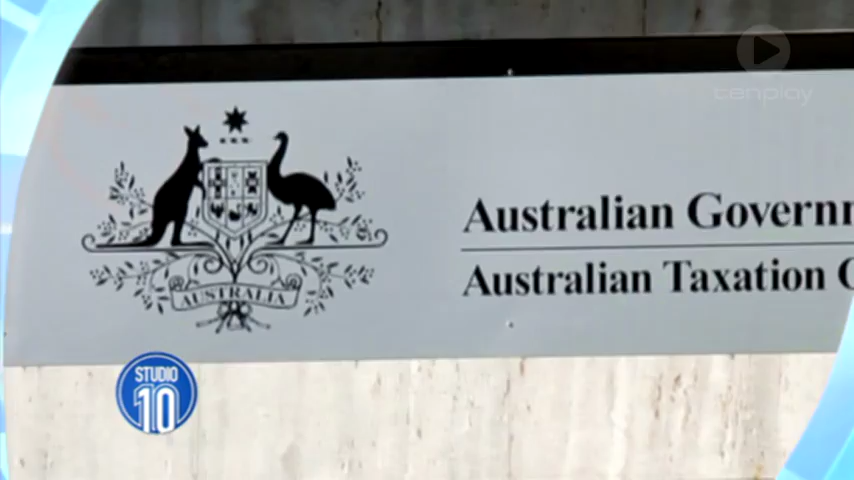 tenplay
Australian Governm
Australian Taxation O
AUSTRALIA
STUDIO
10